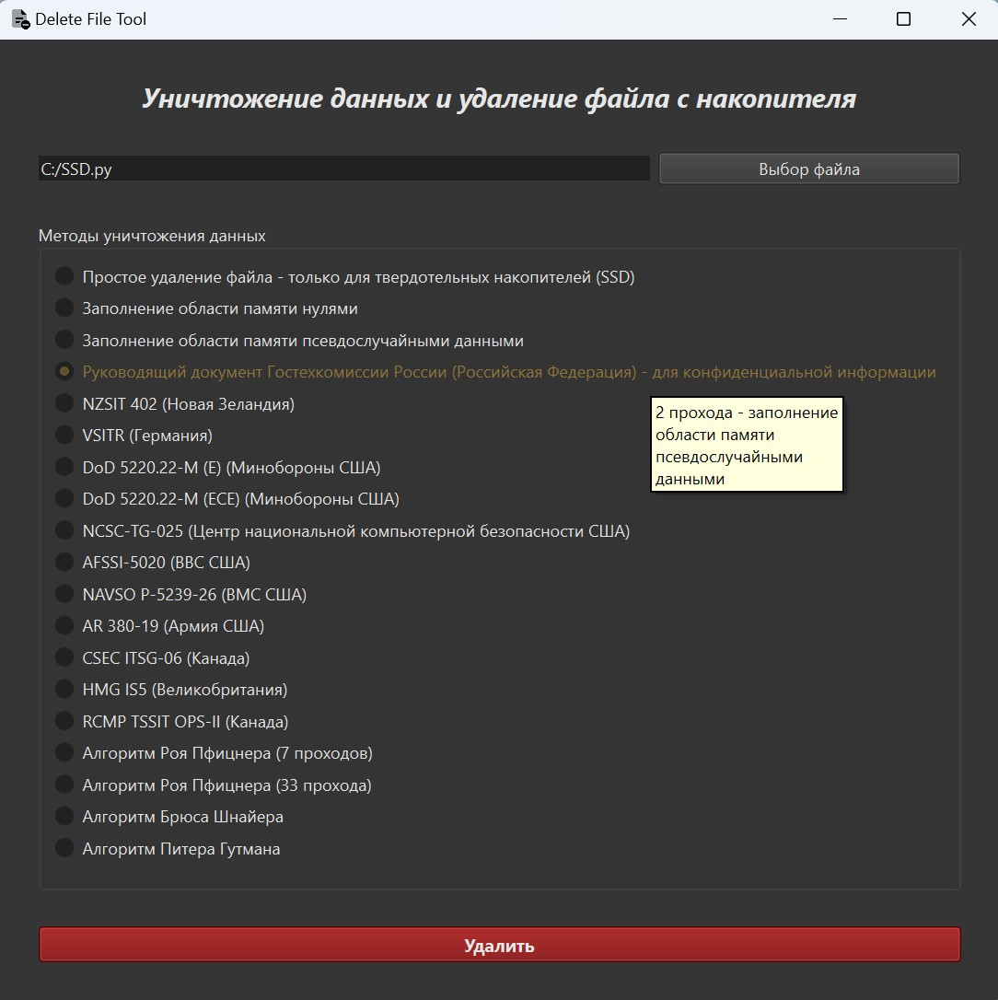 Delete File Tool
Уничтожение данных и удаление файла с накопителя
C:/SSD.py
Выбор файла
Методы уничтожения данных
Простое удаление файла - только для твердотельных накопителей (SSD)
Заполнение области памяти нулями
Заполнение области памяти псевдослучайными данными
Руководящий документ Гостехкомиссии России (Российская Федерация) - для конфиденциальной информации
NZSIT 402 (Новая Зеландия)
2 прохода - заполнение
области памяти
псевдослучайными
данными
VSITR (Германия)
DoD 5220.22-M (E) (Минобороны США)
DoD 5220.22-M (ECE) (Минобороны США)
NCSC-TG-025 (Центр национальной компьютерной безопасности США)
AFSSI-5020 (ВВС США)
NAVSO P-5239-26 (ВМС США)
AR 380-19 (Армия США)
CSEC ITSG-06 (Канада)
HMG IS5 (Великобритания)
RCMP TSSIT OPS-II (Канада)
Алгоритм Роя Пфицнера (7 проходов)
Алгоритм Роя Пфицнера (33 прохода)
Алгоритм Брюса Шнайера
Алгоритм Питера Гутмана
Удалить